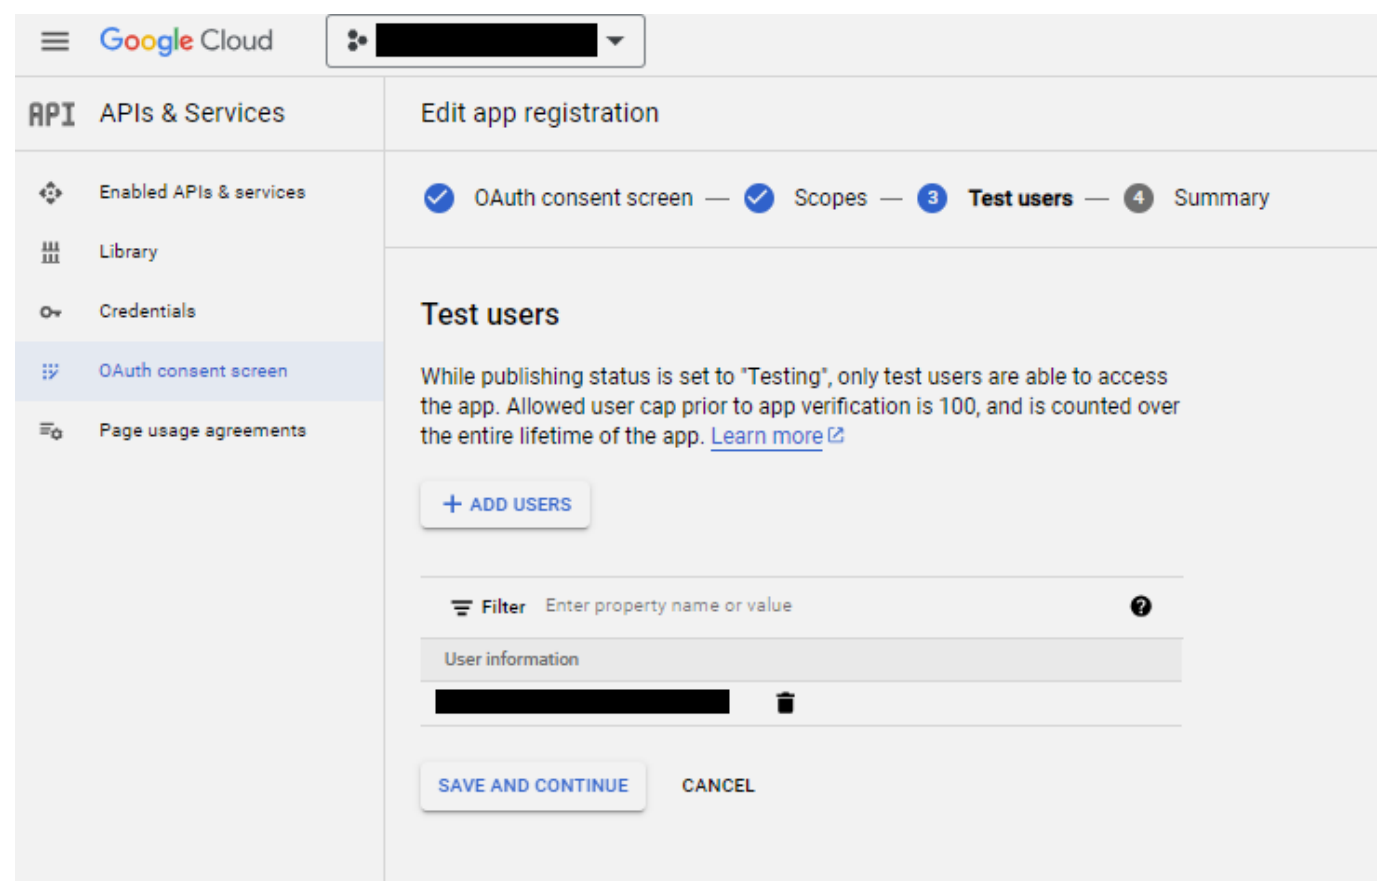 Google Cloud
API APIs & Services
Edit app registration
Enabled APIs & services
Library
Credentials
OAuth consent screen
Page usage agreements
OAuth consent screen — Scopes — 3 Test users — 4 Summary
Test users
While publishing status is set to "Testing", only test users are able to access
the app. Allowed user cap prior to app verification is 100, and is counted over
the entire lifetime of the app. Learn more
+ ADD USERS
Filter Enter property name or value
User information
SAVE AND CONTINUE CANCEL